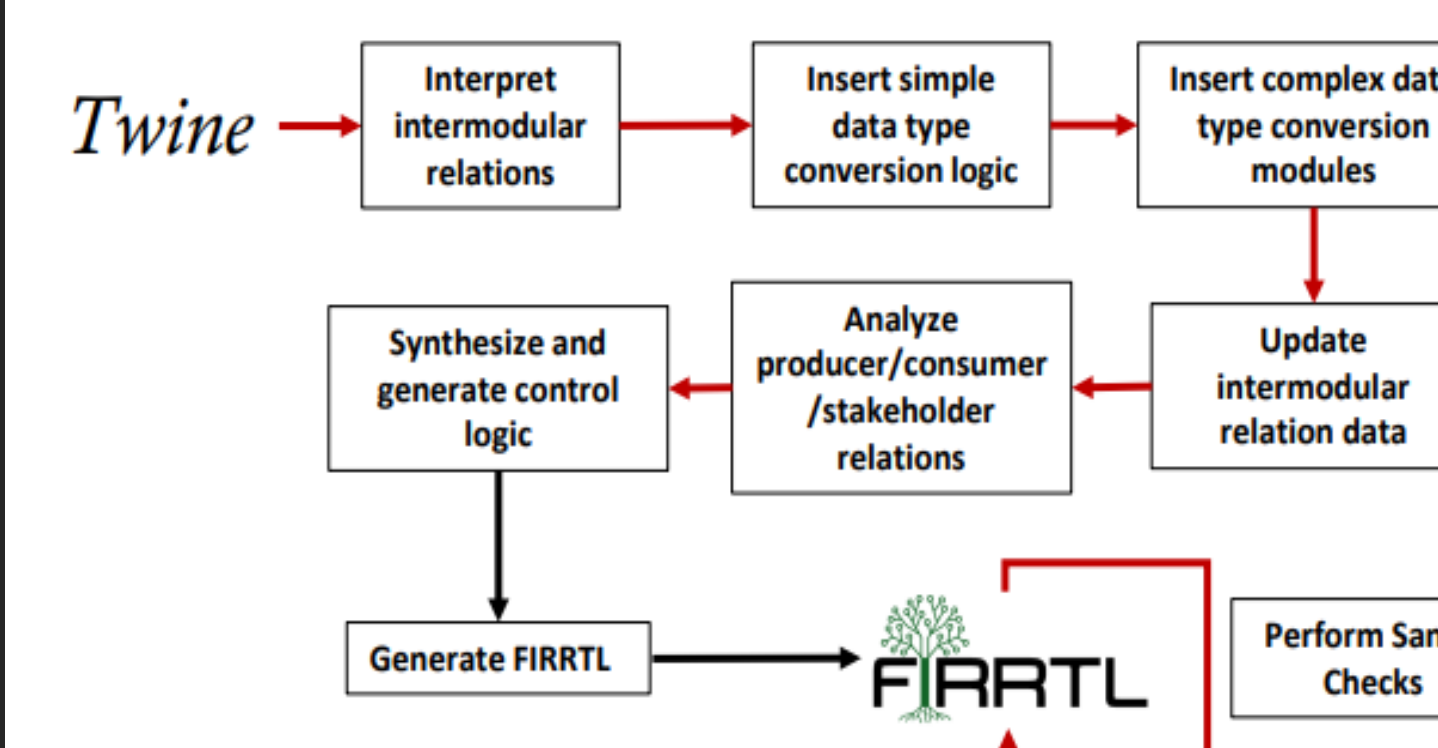 Twine
Interpret
intermodular
relations
Insert simple
data type
conversion logic
Insert complex dat
type conversion
modules
Synthesize and
generate control
logic
Analyze
producer/consumer
/stakeholder
relations
Update
intermodular
relation data
Generate FIRRTL
FIRRTL
Perform San
Checks